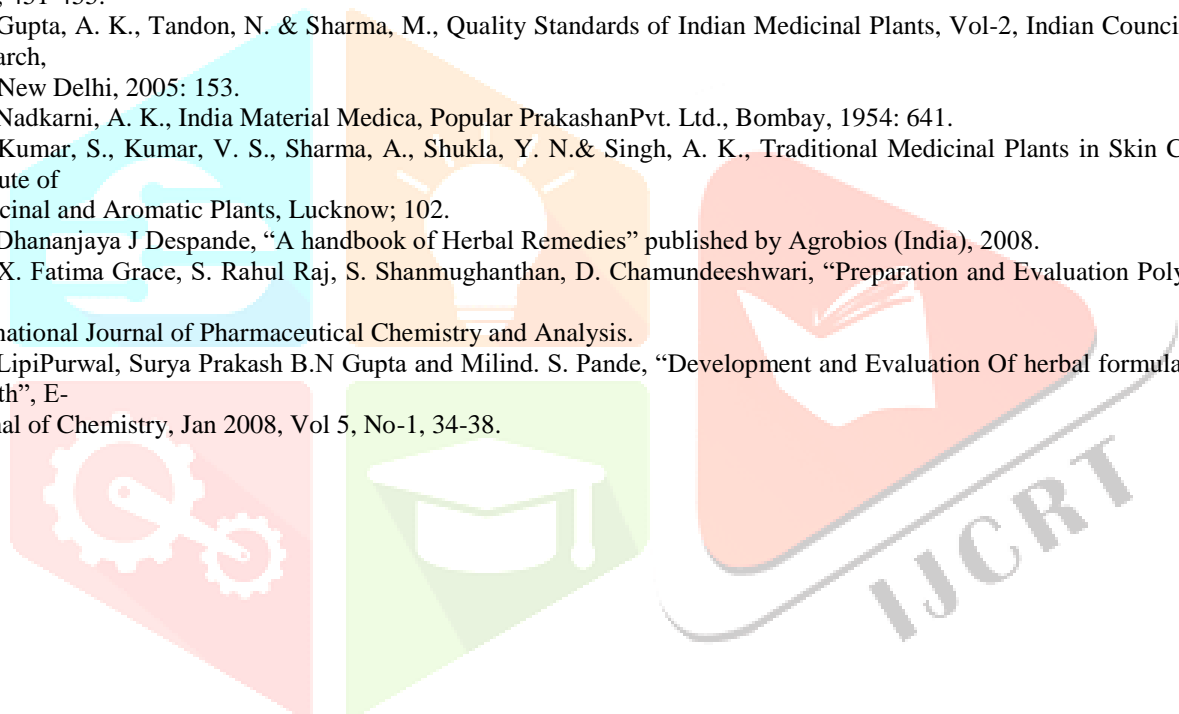 , 451-455.
Gupta, A. K., Tandon, N. & Sharma, M., Quality Standards of Indian Medicinal Plants, Vol-2, Indian Counci
arch,
New Delhi, 2005: 153.
Nadkarni, A. K., India Material Medica, Popular PrakashanPvt. Ltd., Bombay, 1954: 641.
Kumar, S., Kumar, V. S., Sharma, A., Shukla, Y. N.& Singh, A. K., Traditional Medicinal Plants in Skin C
ute of
cinal and Aromatic Plants, Lucknow; 102.
Dhananjaya J Despande, “A handbook of Herbal Remedies” published by Agrobios (India), 2008.
X. Fatima Grace, S. Rahul Raj, S. Shanmughanthan, D. Chamundeeshwari, “Preparation and Evaluation Poly
national Journal of Pharmaceutical Chemistry and Analysis.
LipiPurwal, Surya Prakash B.N Gupta and Milind. S. Pande, “Development and Evaluation Of herbal formula
th”, E-
nal of Chemistry, Jan 2008, Vol 5, No-1, 34-38.
IJCRT